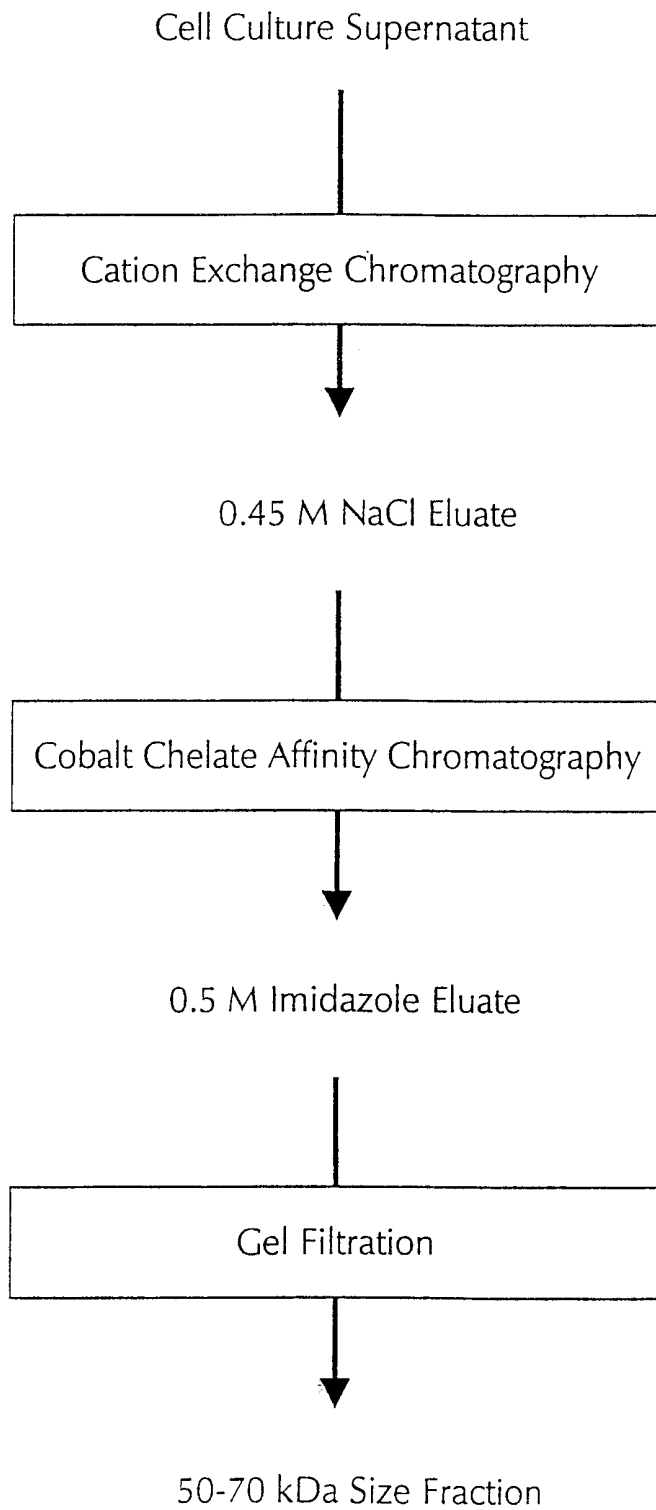 Cell Culture Supernatant
Cation Exchange Chromatography
0.45 M NaCl Eluate
Cobalt Chelate Affinity Chromatography
0.5 M Imidazole Eluate
Gel Filtration
50-70 kDa Size Fraction